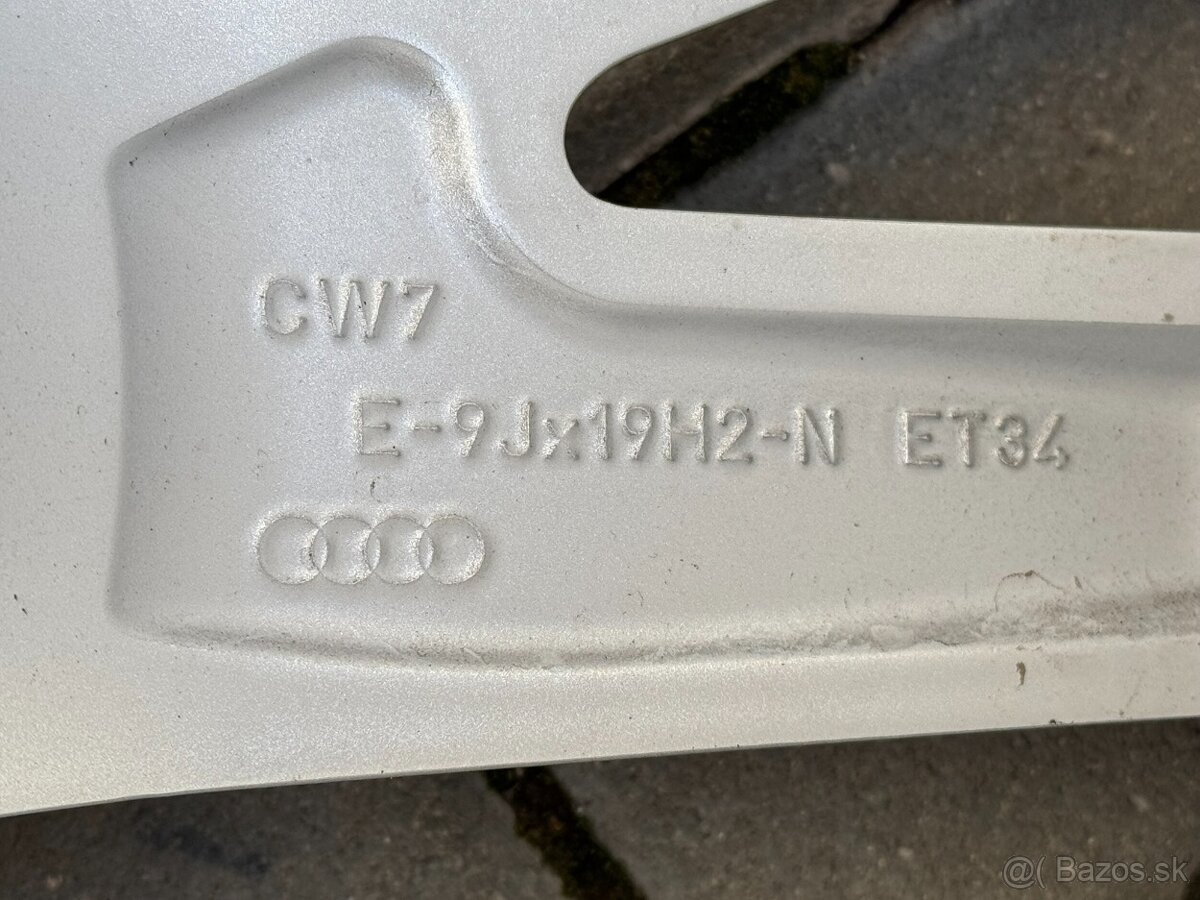 CW7
E-9Jx19H2-N ET34
@( Bazos.sk